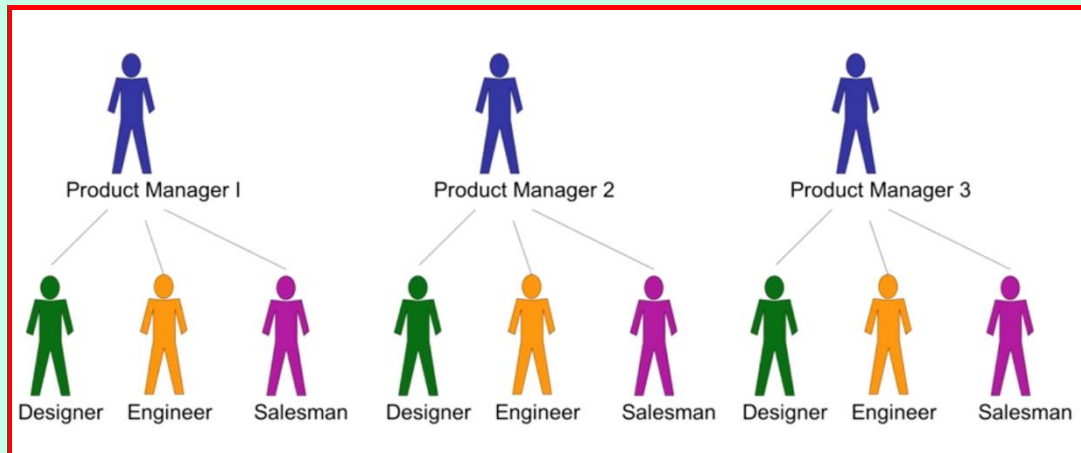 Product Manager I
Product Manager 2
Product Manager 3
Designer Engineer Salesman Designer Engineer Salesman Designer Engineer Salesman